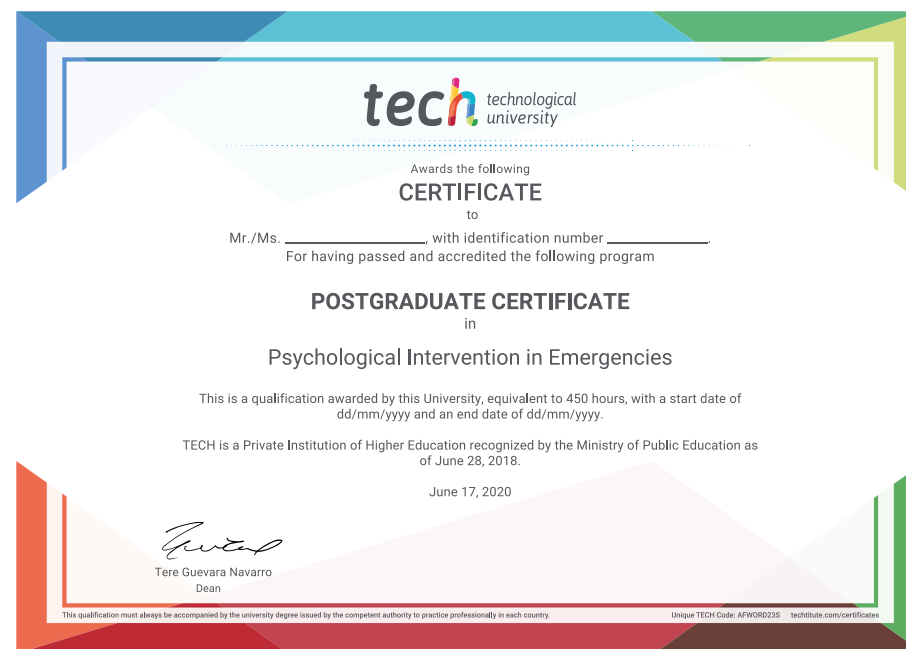 tech technological
university
Awards the following
CERTIFICATE
to
Mr./Ms. ____________________, with identification number ______________.
For having passed and accredited the following program
POSTGRADUATE CERTIFICATE
in
Psychological Intervention in Emergencies
This is a qualification awarded by this University, equivalent to 450 hours, with a start date of
dd/mm/yyyy and an end date of dd/mm/yyyy.
TECH is a Private Institution of Higher Education recognized by the Ministry of Public Education as
of June 28, 2018.
June 17, 2020
Tere Guevara Navarro
Dean
This qualification must always be accompanied by the university degree issued by the competent authority to practice professionally in each country. Unique TECH Code: AFWORD23S techtitute.com/certificates